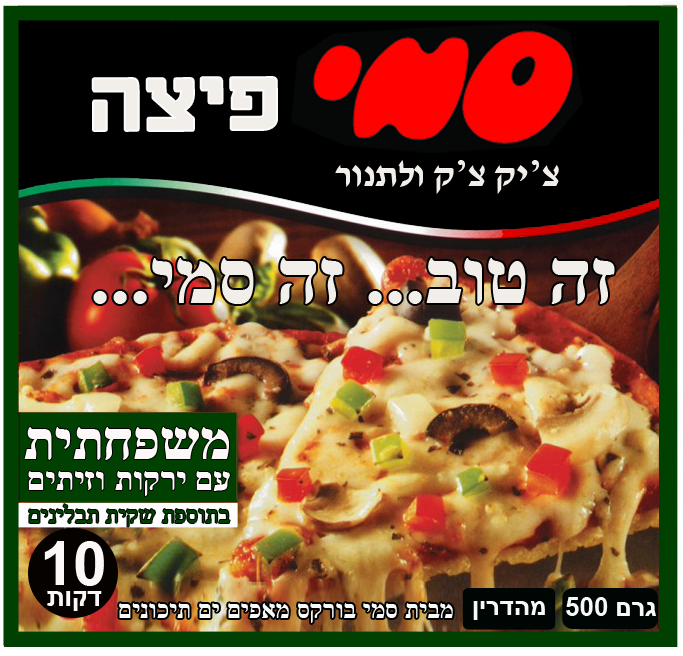 סמי פיצה
צ'יק צ'ק ולתנור
זה טוב... זה סמי...
משפחתית
עם ירקות וזיתים
בתוספת שקית תבלינים
10
דקות
מבית סמי בורקס מאפים ים תיכונים
מהדרין
500 גרם